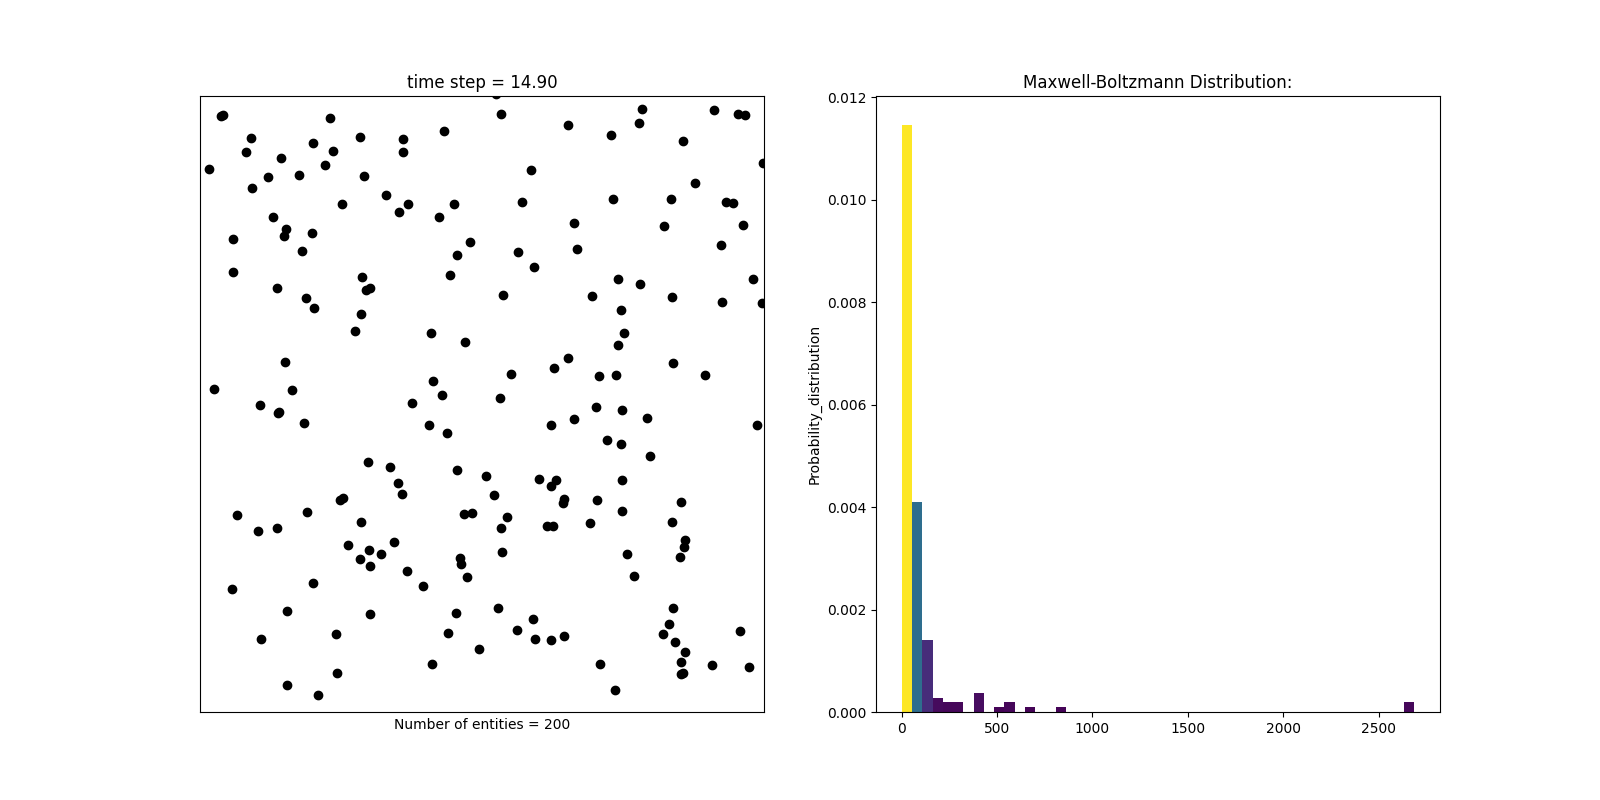 time step = 14.90
Number of entities = 200
Maxwell-Boltzmann Distribution:
Probability_distribution
0.012
0.010
0.008
0.006
0.004
0.002
0.000
0 500 1000 1500 2000 2500